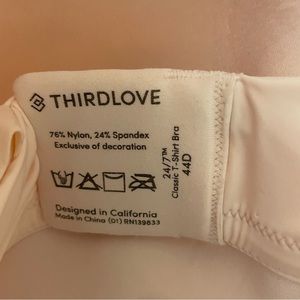 THIRDLOVE
76% Nylon, 24% Spandex
Exclusive of decoration
Designed in California
Made in China (01) RN139833
24/7™
Classic T-Shirt Bra
44D